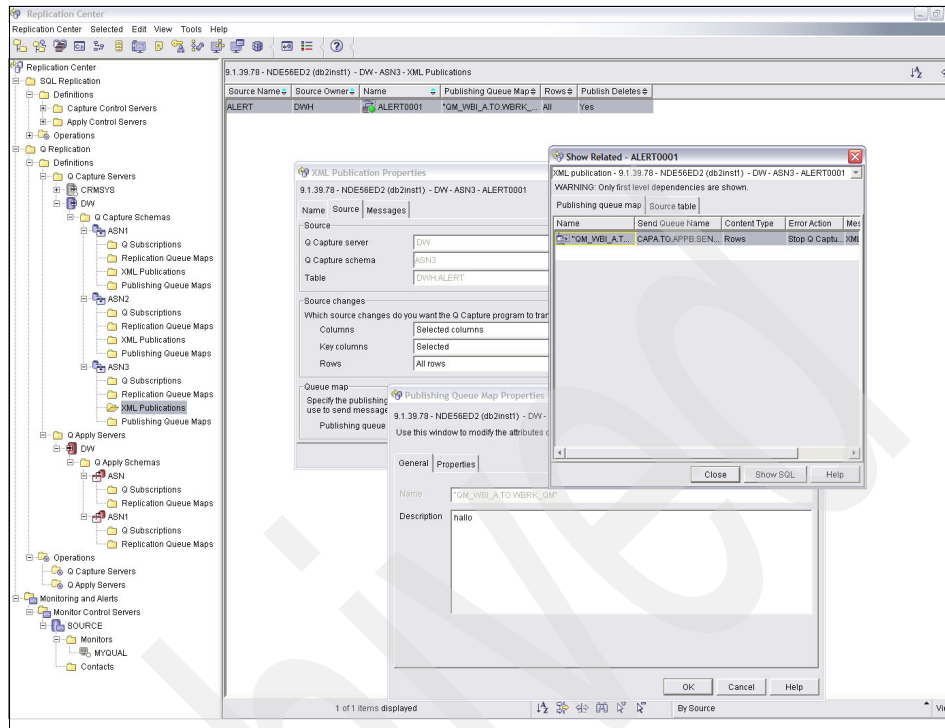 Replication Center
Replication Center Selected Edit View Tools Help
Replication Center
SQL Replication
Definitions
Capture Control Servers
Apply Control Servers
Operations
Q Replication
Definitions
Q Capture Servers
CRMSYS
DW
Q Capture Schemas
ASN1
Q Subscriptions
Replication Queue Maps
XML Publications
Publishing Queue Maps
ASN2
Q Subscriptions
Replication Queue Maps
XML Publications
Publishing Queue Maps
ASN3
Q Subscriptions
Replication Queue Maps
XML Publications
Publishing Queue Maps
Q Apply Servers
DW
Q Apply Schemas
ASN
Q Subscriptions
Replication Queue Maps
ASN1
Q Subscriptions
Replication Queue Maps
Operations
Q Capture Servers
Q Apply Servers
Monitoring and Alerts
Monitor Control Servers
SOURCE
Monitors
MYQUAL
Contacts
9.1.39.78 - NDE56ED2 (db2inst1) - DW - ASN3 - XML Publications
Source Name Source Owner Name Publishing Queue Map Rows Publish Deletes
ALERT DWH ALERT0001 "QM_WBI_A.TO.WBRK_... All Yes
XML Publication Properties
9.1.39.78 - NDE56ED2 (db2inst1) - DW - ASN3 - ALERT0001
Name Source Messages
Source
Q Capture server DW
Q Capture schema ASN3
Table DWH.ALERT
Source changes
Which source changes do you want the Q Capture program to tran
Columns Selected columns
Key columns Selected
Rows All rows
Queue map
Specify the publishing
use to send message
Publishing queue
Show Related - ALERT0001
XML publication - 9.1.39.78 - NDE56ED2 (db2inst1) - DW - ASN3 - ALERT0001
WARNING: Only first level dependencies are shown.
Publishing queue map Source table
Name Send Queue Name Content Type Error Action Mes
"QM_WBI_A.T... CAPA.TO.APPB.SEN... Rows Stop Q Captu... XML
Close Show SQL Help
Publishing Queue Map Properties
9.1.39.78 - NDE56ED2 (db2inst1) - DW -
Use this window to modify the attributes o
General Properties
Name "QM_WBI_A.TO.WBRK_QM"
Description hallo
OK Cancel Help
1 of 1 items displayed
By Source
Vi
hived